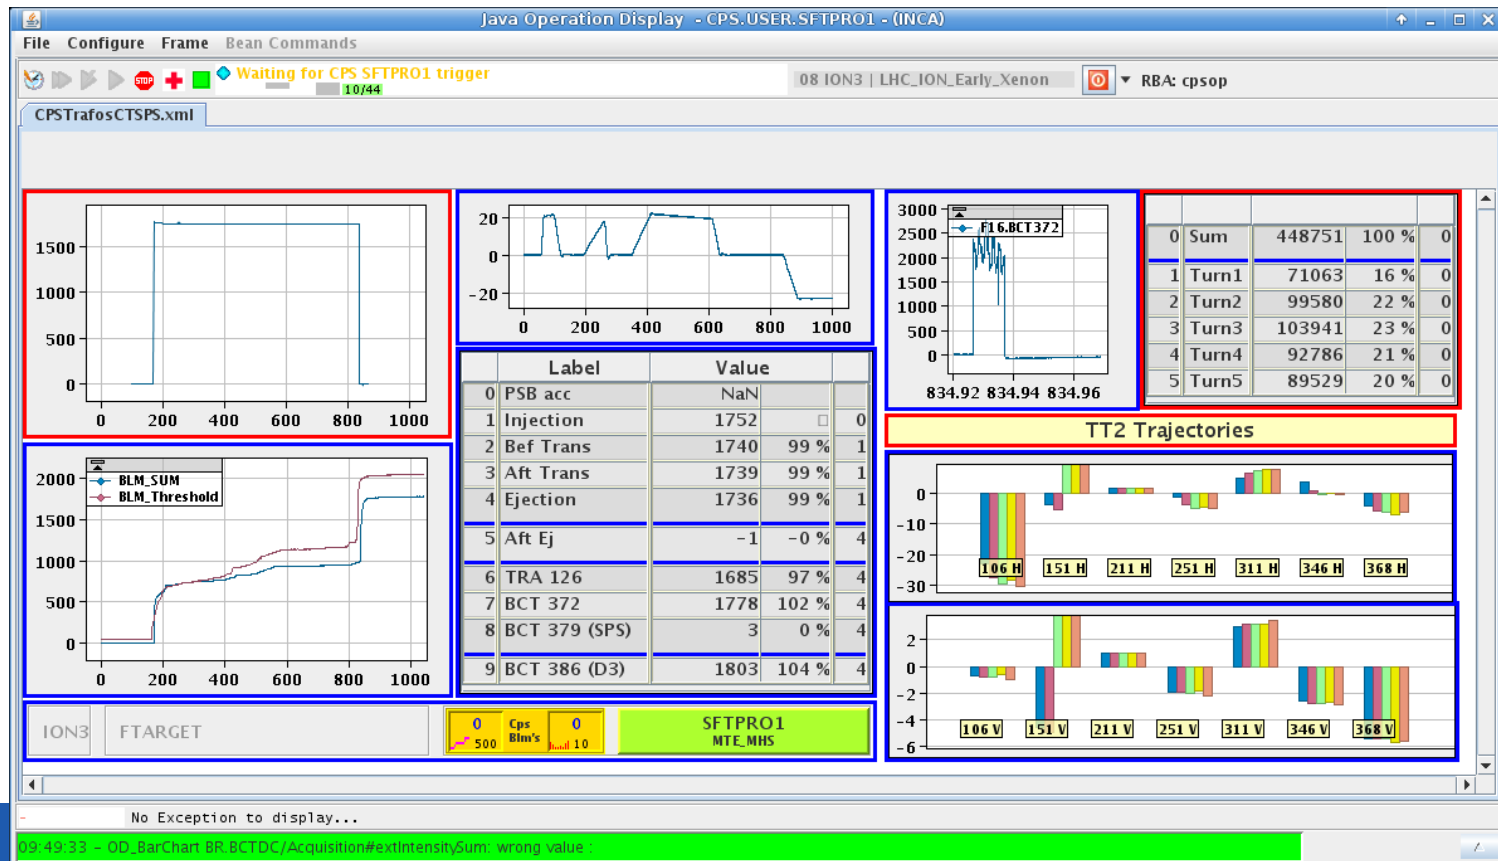 Java Operation Display - CPS.USER.SFTPRO1 - (INCA)
File Configure Frame Bean Commands
STOP
Waiting for CPS SFTPRO1 trigger
10/44
08 ION3 | LHC_ION_Early_Xenon
RBA: cpsop
CPSTrafosCTSPS.xml
1500
1000
500
0
0 200 400 600 800 1000
20
0
-20
0 200 400 600 800 1000
3000
2500
2000
1500
1000
500
0
F16.BCT372
834.92 834.94 834.96
0 Sum 448751 100 % 0
1 Turn1 71063 16 % 0
2 Turn2 99580 22 % 0
3 Turn3 103941 23 % 0
4 Turn4 92786 21 % 0
5 Turn5 89529 20 % 0
2000
1500
1000
500
0
BLM_SUM
BLM_Threshold
0 200 400 600 800 1000
Label Value
0 PSB acc NaN
1 Injection 1752 0
2 Bef Trans 1740 99 % 1
3 Aft Trans 1739 99 % 1
4 Ejection 1736 99 % 1
5 Aft Ej -1 -0 % 4
6 TRA 126 1685 97 % 4
7 BCT 372 1778 102 % 4
8 BCT 379 (SPS) 3 0 % 4
9 BCT 386 (D3) 1803 104 % 4
TT2 Trajectories
0
-10
-20
-30
106 H 151 H 211 H 251 H 311 H 346 H 368 H
2
0
-2
-4
-6
106 V 151 V 211 V 251 V 311 V 346 V 368 V
ION3
FTARGET
0 Cps 0
500 Blm's 10
SFTPRO1
MTE_MHS
No Exception to display...
09:49:33 - OD_BarChart BR.BCTDC/Acquisition#extIntensitySum: wrong value :